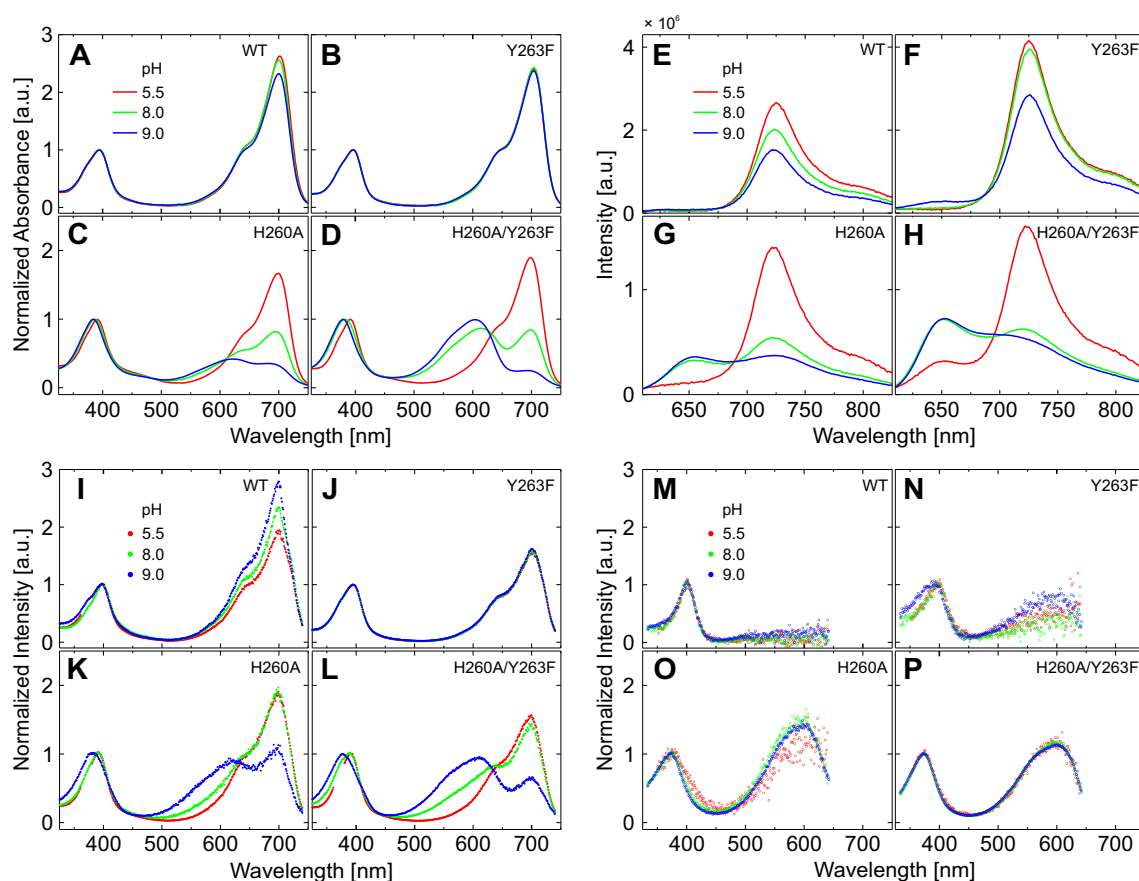 A WT
pH
5.5
8.0
9.0
B Y263F
C H260A
D H260A/Y263F
Normalized Absorbance [a.u.]
3
2
1
0
2
1
0
400 500 600 700 400 500 600 700
Wavelength [nm]
× 10⁶
E WT
pH
5.5
8.0
9.0
F Y263F
G H260A
H H260A/Y263F
Intensity [a.u.]
4
2
0
1
0
650 700 750 800 650 700 750 800
Wavelength [nm]
I WT
pH
5.5
8.0
9.0
J Y263F
K H260A
L H260A/Y263F
Normalized Intensity [a.u.]
3
2
1
0
2
1
0
400 500 600 700 400 500 600 700
Wavelength [nm]
M WT
pH
5.5
8.0
9.0
N Y263F
O H260A
P H260A/Y263F
Normalized Intensity [a.u.]
3
2
1
0
2
1
0
400 500 600 700 400 500 600 700
Wavelength [nm]